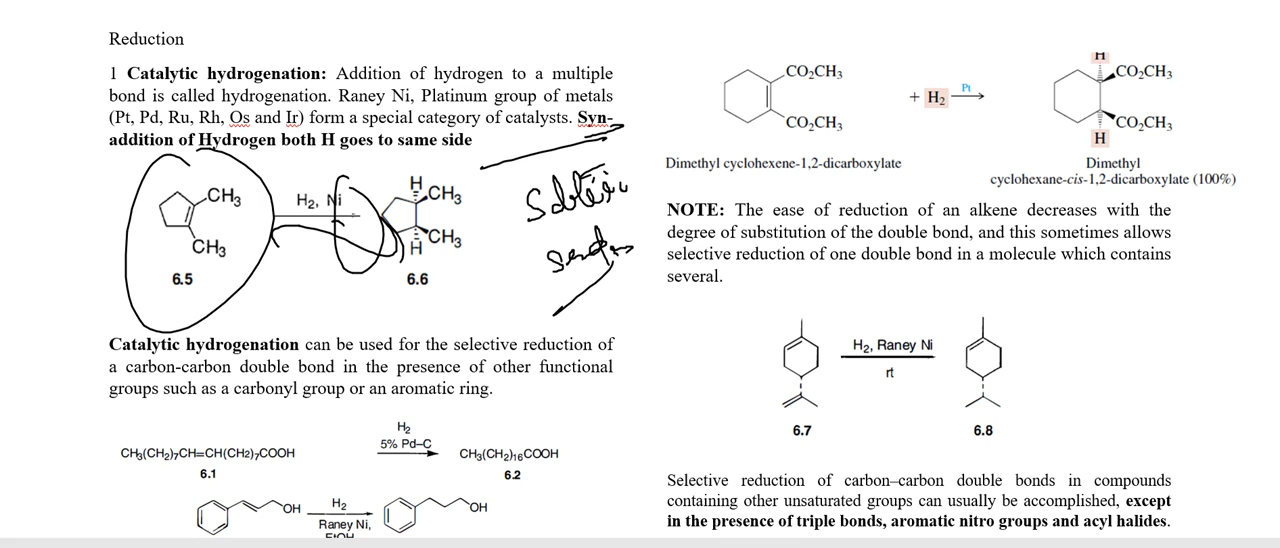 Reduction
1 Catalytic hydrogenation: Addition of hydrogen to a multiple
bond is called hydrogenation. Raney Ni, Platinum group of metals
(Pt, Pd, Ru, Rh, Os and Ir) form a special category of catalysts. Syn-
addition of Hydrogen both H goes to same side
CH₃
CH₃
6.5
H₂, Ni
H
CH₃
CH₃
H
6.6
Catalytic hydrogenation can be used for the selective reduction of
a carbon-carbon double bond in the presence of other functional
groups such as a carbonyl group or an aromatic ring.
CH₃(CH₂)₇CH=CH(CH2)₇COOH
6.1
H₂
5% Pd–C
CH₃(CH₂)₁₆COOH
6.2
OH
H₂
Raney Ni,
EtOH
OH
CO₂CH₃
CO₂CH₃
+ H₂
Pt
H
CO₂CH₃
CO₂CH₃
H
Dimethyl cyclohexene-1,2-dicarboxylate
Dimethyl
cyclohexane-cis-1,2-dicarboxylate (100%)
NOTE: The ease of reduction of an alkene decreases with the
degree of substitution of the double bond, and this sometimes allows
selective reduction of one double bond in a molecule which contains
several.
6.7
H₂, Raney Ni
rt
6.8
Selective reduction of carbon–carbon double bonds in compounds
containing other unsaturated groups can usually be accomplished, except
in the presence of triple bonds, aromatic nitro groups and acyl halides.